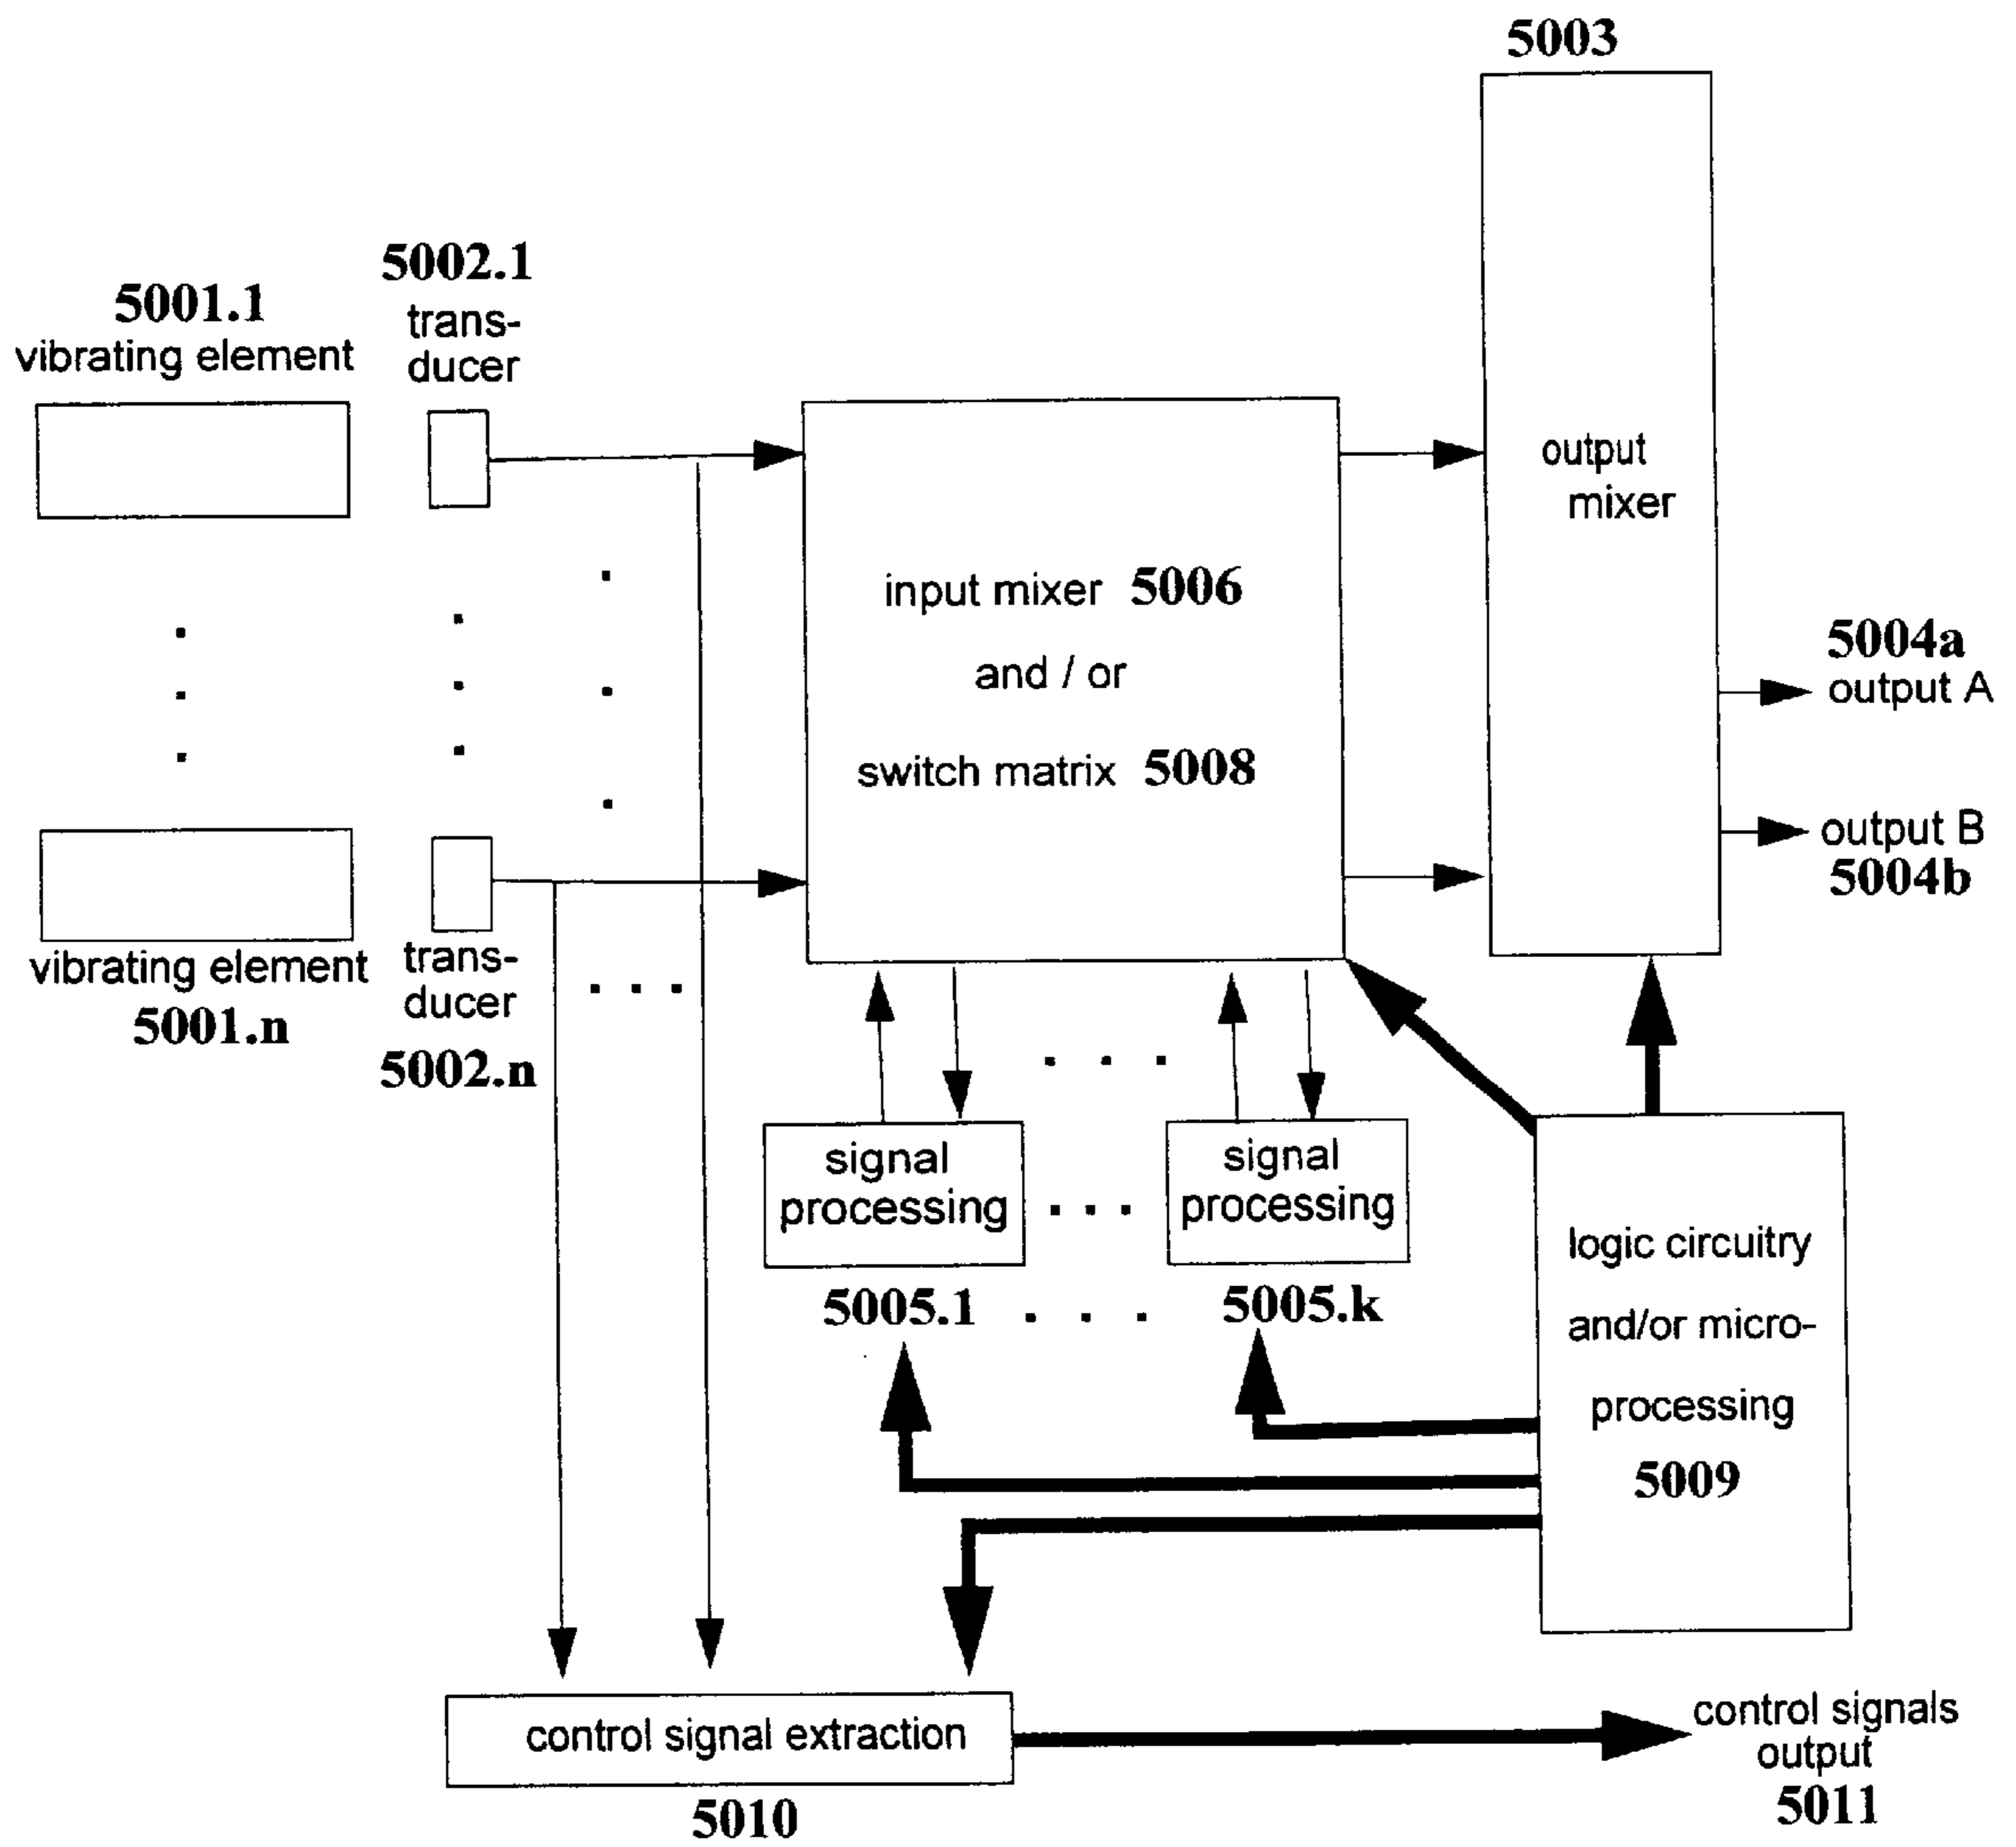 5003
5002.1
trans-
ducer
5001.1
vibrating element
output
mixer
input mixer 5006
and / or
switch matrix 5008
5004a
output A
output B
5004b
vibrating element
5001.n
trans-
ducer
5002.n
signal
processing
5005.1
signal
processing
5005.k
logic circuitry
and/or micro-
processing
5009
control signal extraction
5010
control signals
output
5011